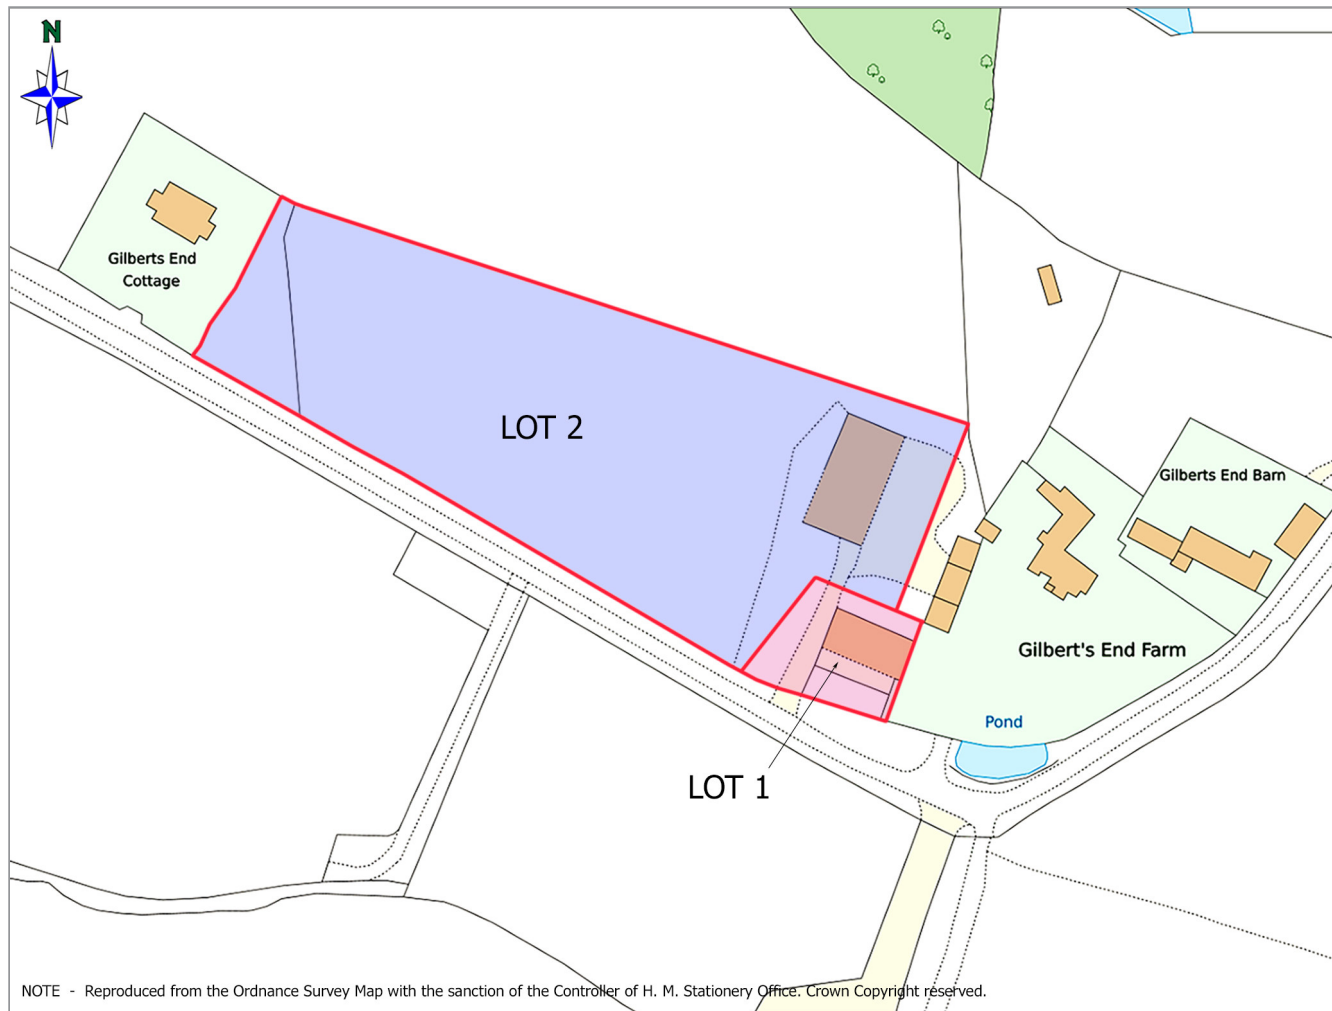 N
Gilberts End
Cottage
LOT 2
Gilberts End Barn
Gilbert's End Farm
Pond
LOT 1
NOTE - Reproduced from the Ordnance Survey Map with the sanction of the Controller of H. M. Stationery Office. Crown Copyright reserved.